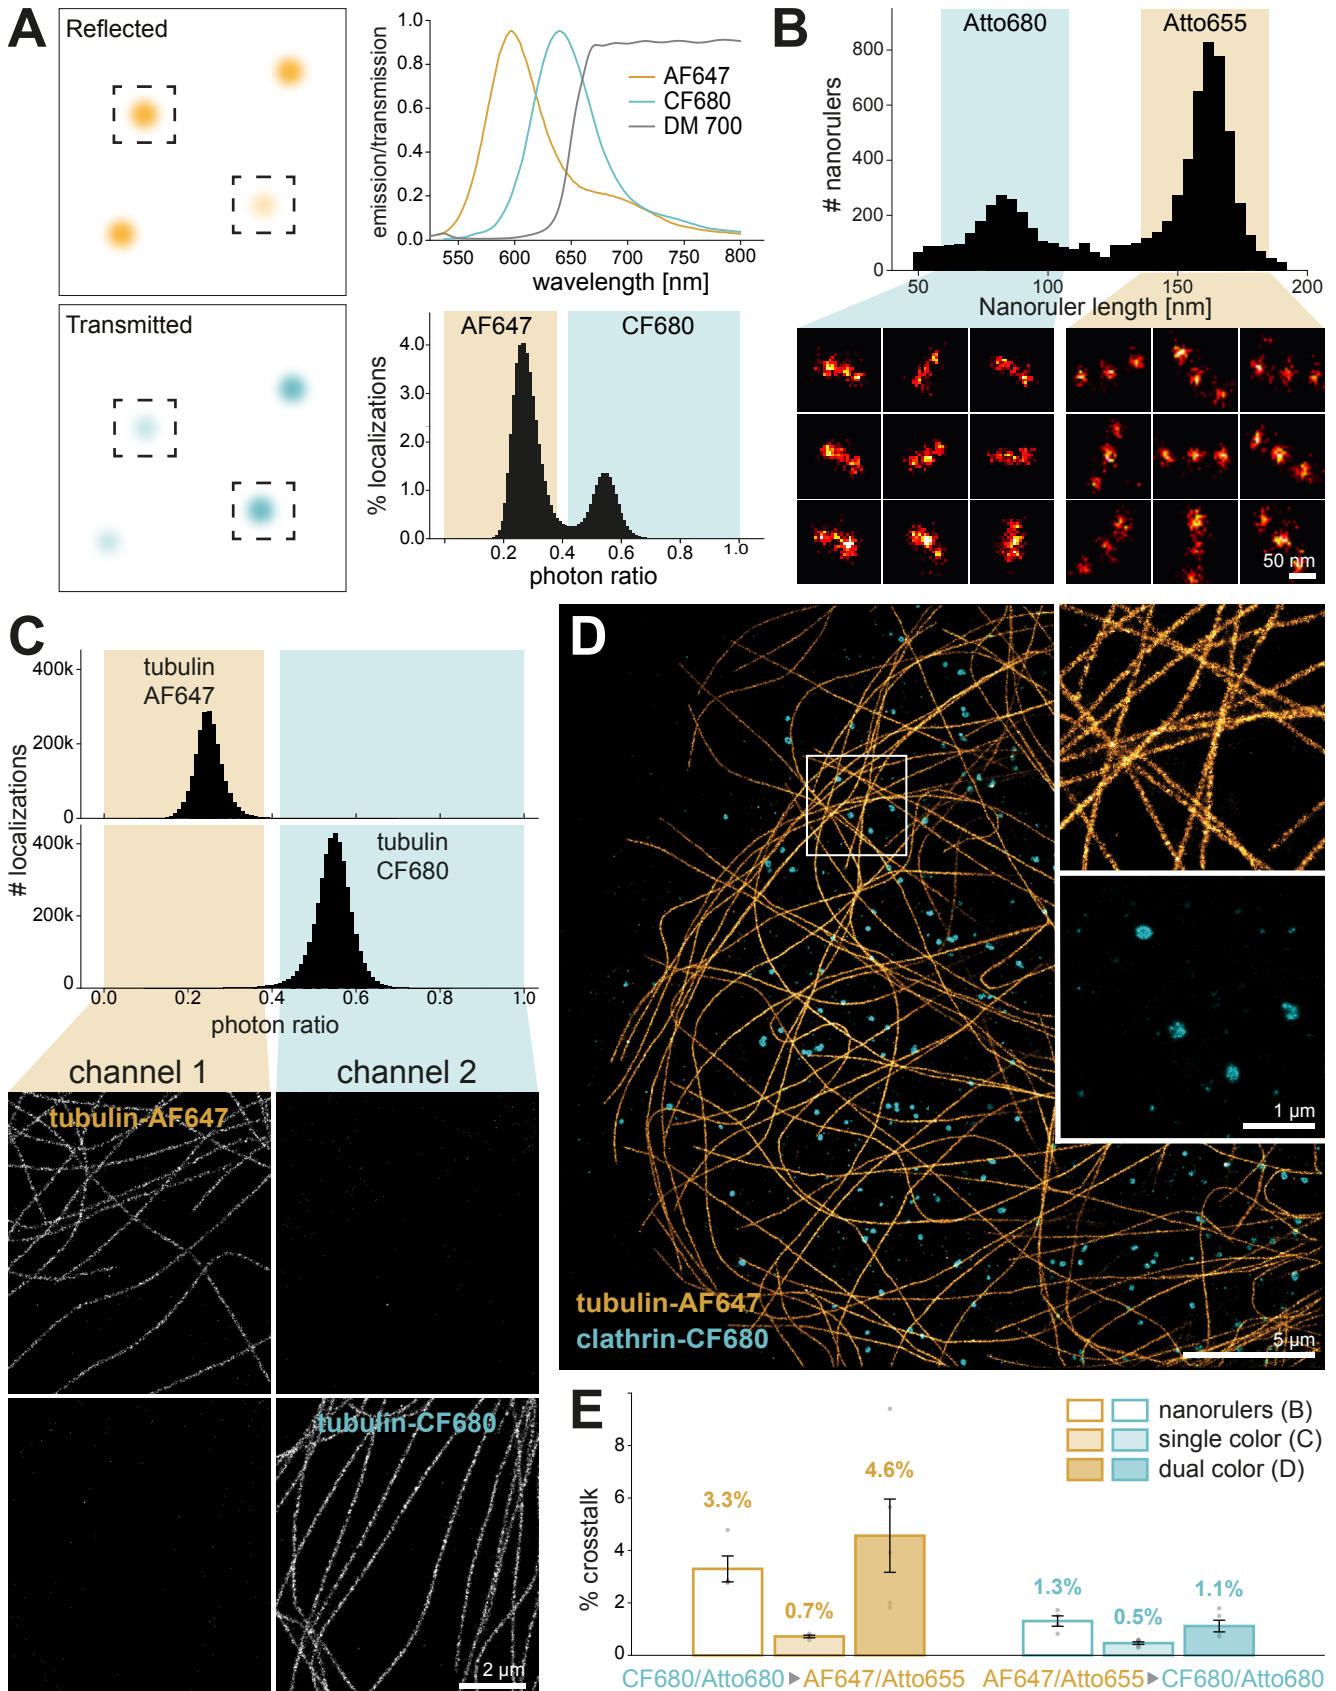 A
Reflected
Transmitted
emission/transmission
1.0
0.8
0.6
0.4
0.2
0.0
AF647
CF680
DM 700
550 600 650 700 750 800
wavelength [nm]
% localizations
AF647 CF680
4.0
3.0
2.0
1.0
0
0.2 0.4 0.6 0.8 1.0
photon ratio
B
# nanorulers
Atto680 Atto655
800
600
400
200
0
50 100 150 200
Nanoruler length [nm]
50 nm
C
# localizations
400k
200k
0
tubulin
AF647
400k
200k
0
tubulin
CF680
0.0 0.2 0.4 0.6 0.8 1.0
photon ratio
channel 1 channel 2
tubulin-AF647
tubulin-CF680
2 µm
D
1 µm
tubulin-AF647
clathrin-CF680
5 µm
E
% crosstalk
%
8
6
4
2
0
nanorulers (B)
single color (C)
dual color (D)
3.3%
0.7%
4.6%
1.3%
0.5%
1.1%
CF680/Atto680 ▶ AF647/Atto655
AF647/Atto655 ▶ CF680/Atto680